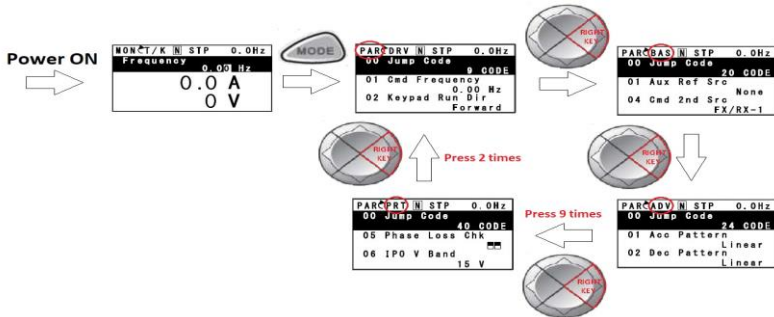 Power ON
MON T/K N STP 0.0Hz
Frequency
0.00 Hz
0.0 A
0 V
MODE
PAR DRV N STP 0.0Hz
00 Jump Code
9 CODE
01 Cmd Frequency
0.00 Hz
02 Keypad Run Dir
Forward
RIGHT
KEY
PAR BAS N STP 0.0Hz
00 Jump Code
20 CODE
01 Aux Ref Src
None
04 Cmd 2nd Src
FX/RX-1
RIGHT
KEY
PAR ADV N STP 0.0Hz
00 Jump Code
24 CODE
01 Acc Pattern
Linear
02 Dec Pattern
Linear
Press 9 times
RIGHT
KEY
PAR PRT N STP 0.0Hz
00 Jump Code
40 CODE
05 Phase Loss Chk
06 IPO V Band
15 V
Press 2 times
RIGHT
KEY